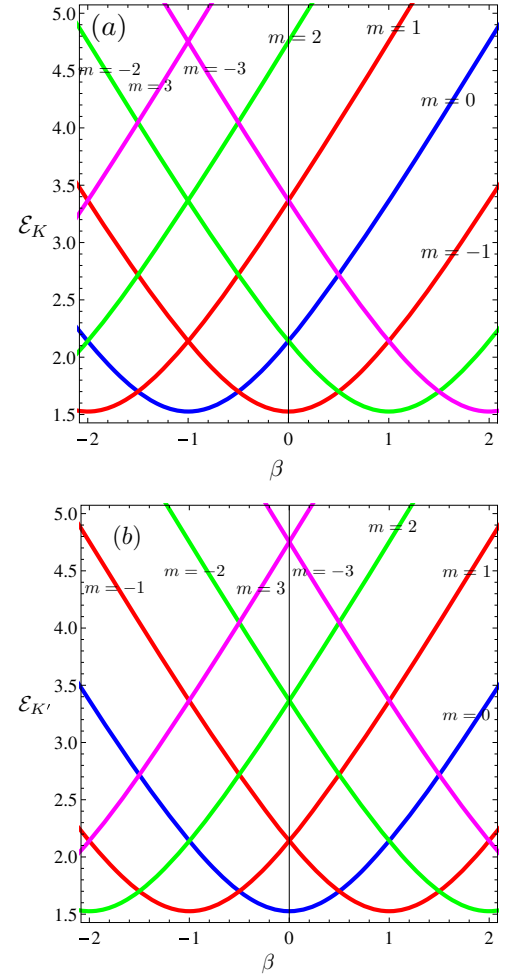 (a)
5.0
4.5
4.0
3.5
3.0
2.5
2.0
1.5
ℰK
m = −2
m = 3
m = −3
m = 2
m = 1
m = 0
m = −1
−2
−1
0
1
2
β
(b)
5.0
4.5
4.0
3.5
3.0
2.5
2.0
1.5
ℰK′
m = −1
m = −2
m = 3
m = −3
m = 2
m = 1
m = 0
−2
−1
0
1
2
β